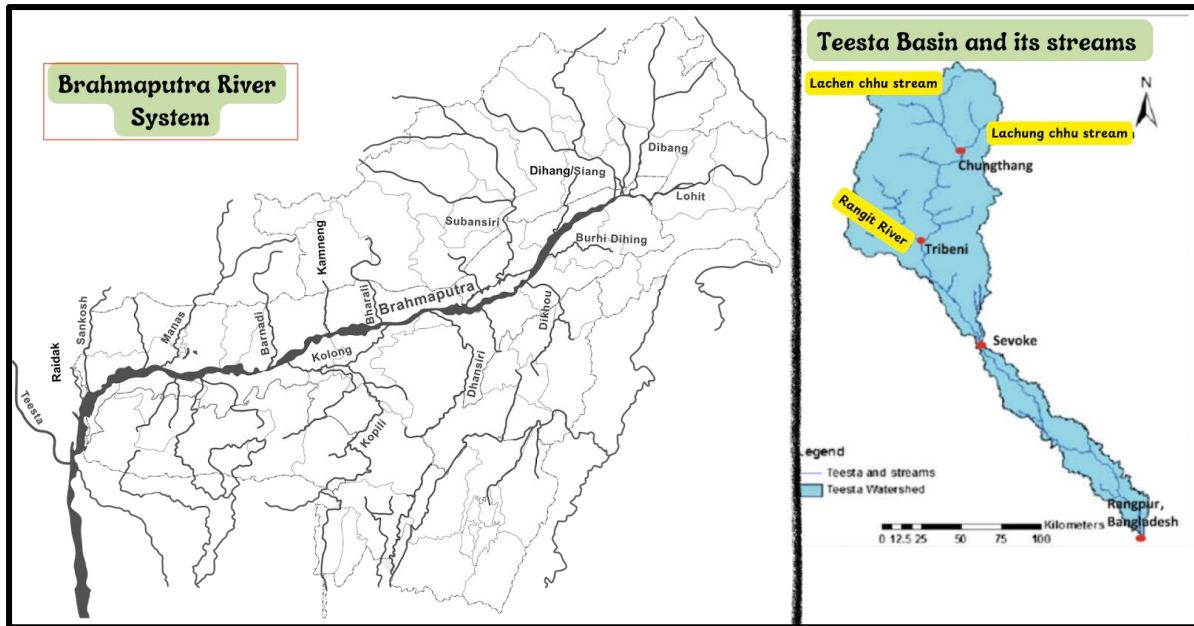 Brahmaputra River
System
Dibang
Dihang/Siang
Lohit
Subansiri
Burhi Dihing
Kamneng
Bharali
Brahmaputra
Sankosh
Manas
Barnadi
Dikhou
Kolong
Raidak
Dhansiri
Teesta
Kopili
Teesta Basin and its streams
Lachen chhu stream
N
Lachung chhu stream
Chungthang
Rangit River
Tribeni
Sevoke
egend
Teesta and streams
Teesta Watershed
Rangpur,
Bangladesh
Kilometers
0 12.5 25 50 75 100